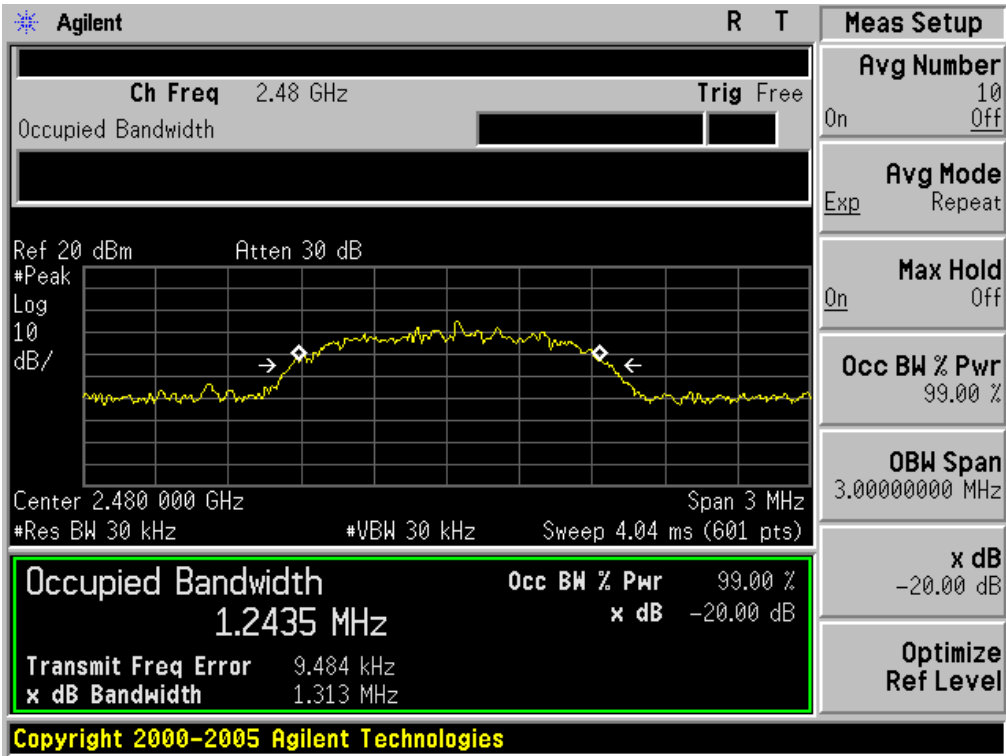 Agilent R T
Ch Freq 2.48 GHz Trig Free
Occupied Bandwidth
Ref 20 dBm Atten 30 dB
#Peak
Log
10
dB/
Center 2.480 000 GHz Span 3 MHz
#Res BW 30 kHz #VBW 30 kHz Sweep 4.04 ms (601 pts)
Occupied Bandwidth Occ BW % Pwr 99.00 %
1.2435 MHz x dB -20.00 dB
Transmit Freq Error 9.484 kHz
x dB Bandwidth 1.313 MHz
Copyright 2000-2005 Agilent Technologies
Meas Setup
Avg Number
10
On Off
Avg Mode
Exp Repeat
Max Hold
On Off
Occ BW % Pwr
99.00 %
OBW Span
3.00000000 MHz
x dB
-20.00 dB
Optimize
Ref Level